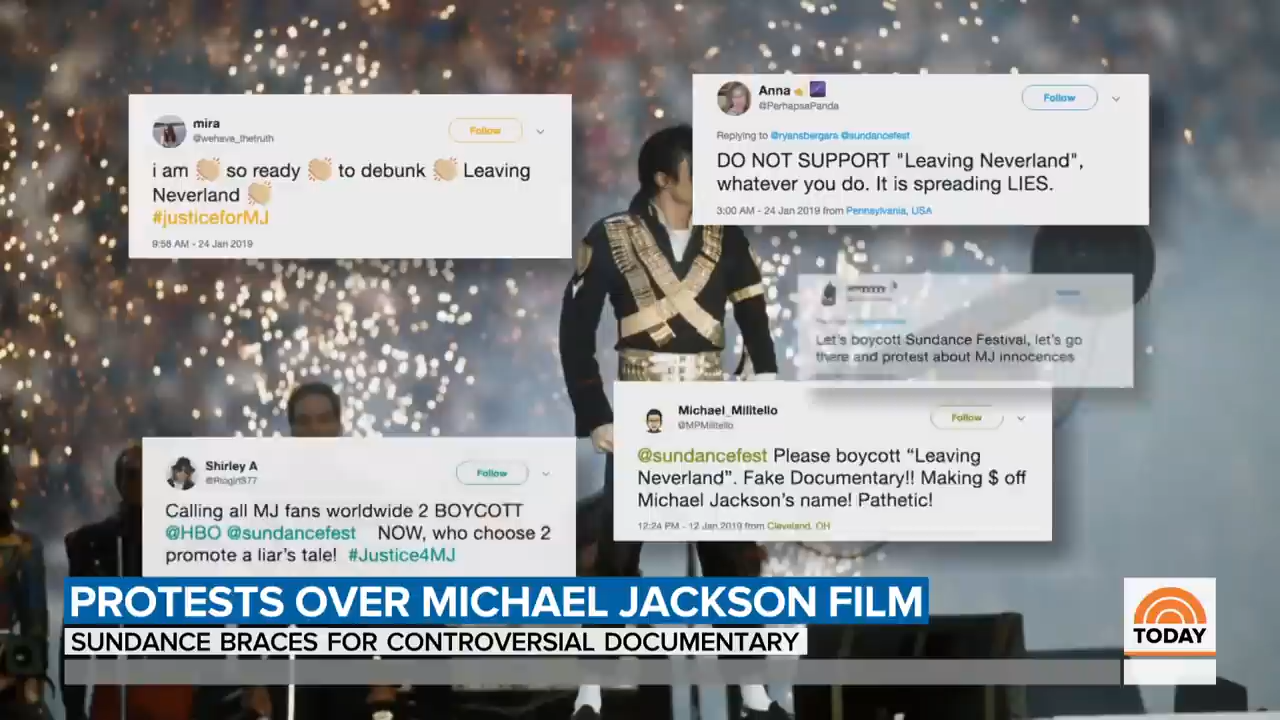 mira
@wehave_thetruth
Follow
i am 👏 so ready 👏 to debunk 👏 Leaving
Neverland 👏
#justiceforMJ
9:58 AM - 24 Jan 2019
Anna
@PerhapsaPanda
Follow
Replying to @ryansbergara @sundancefest
DO NOT SUPPORT "Leaving Neverland",
whatever you do. It is spreading LIES.
3:00 AM - 24 Jan 2019 from Pennsylvania, USA
Let's boycott Sundance Festival, let's go
there and protest about MJ innocences
Michael_Militello
@MPMilitello
Follow
@sundancefest Please boycott “Leaving
Neverland”. Fake Documentary!! Making $ off
Michael Jackson's name! Pathetic!
12:24 PM - 12 Jan 2019 from Cleveland, OH
Shirley A
Follow
Calling all MJ fans worldwide 2 BOYCOTT
@HBO @sundancefest NOW, who choose 2
promote a liar's tale! #Justice4MJ
PROTESTS OVER MICHAEL JACKSON FILM
SUNDANCE BRACES FOR CONTROVERSIAL DOCUMENTARY
TODAY